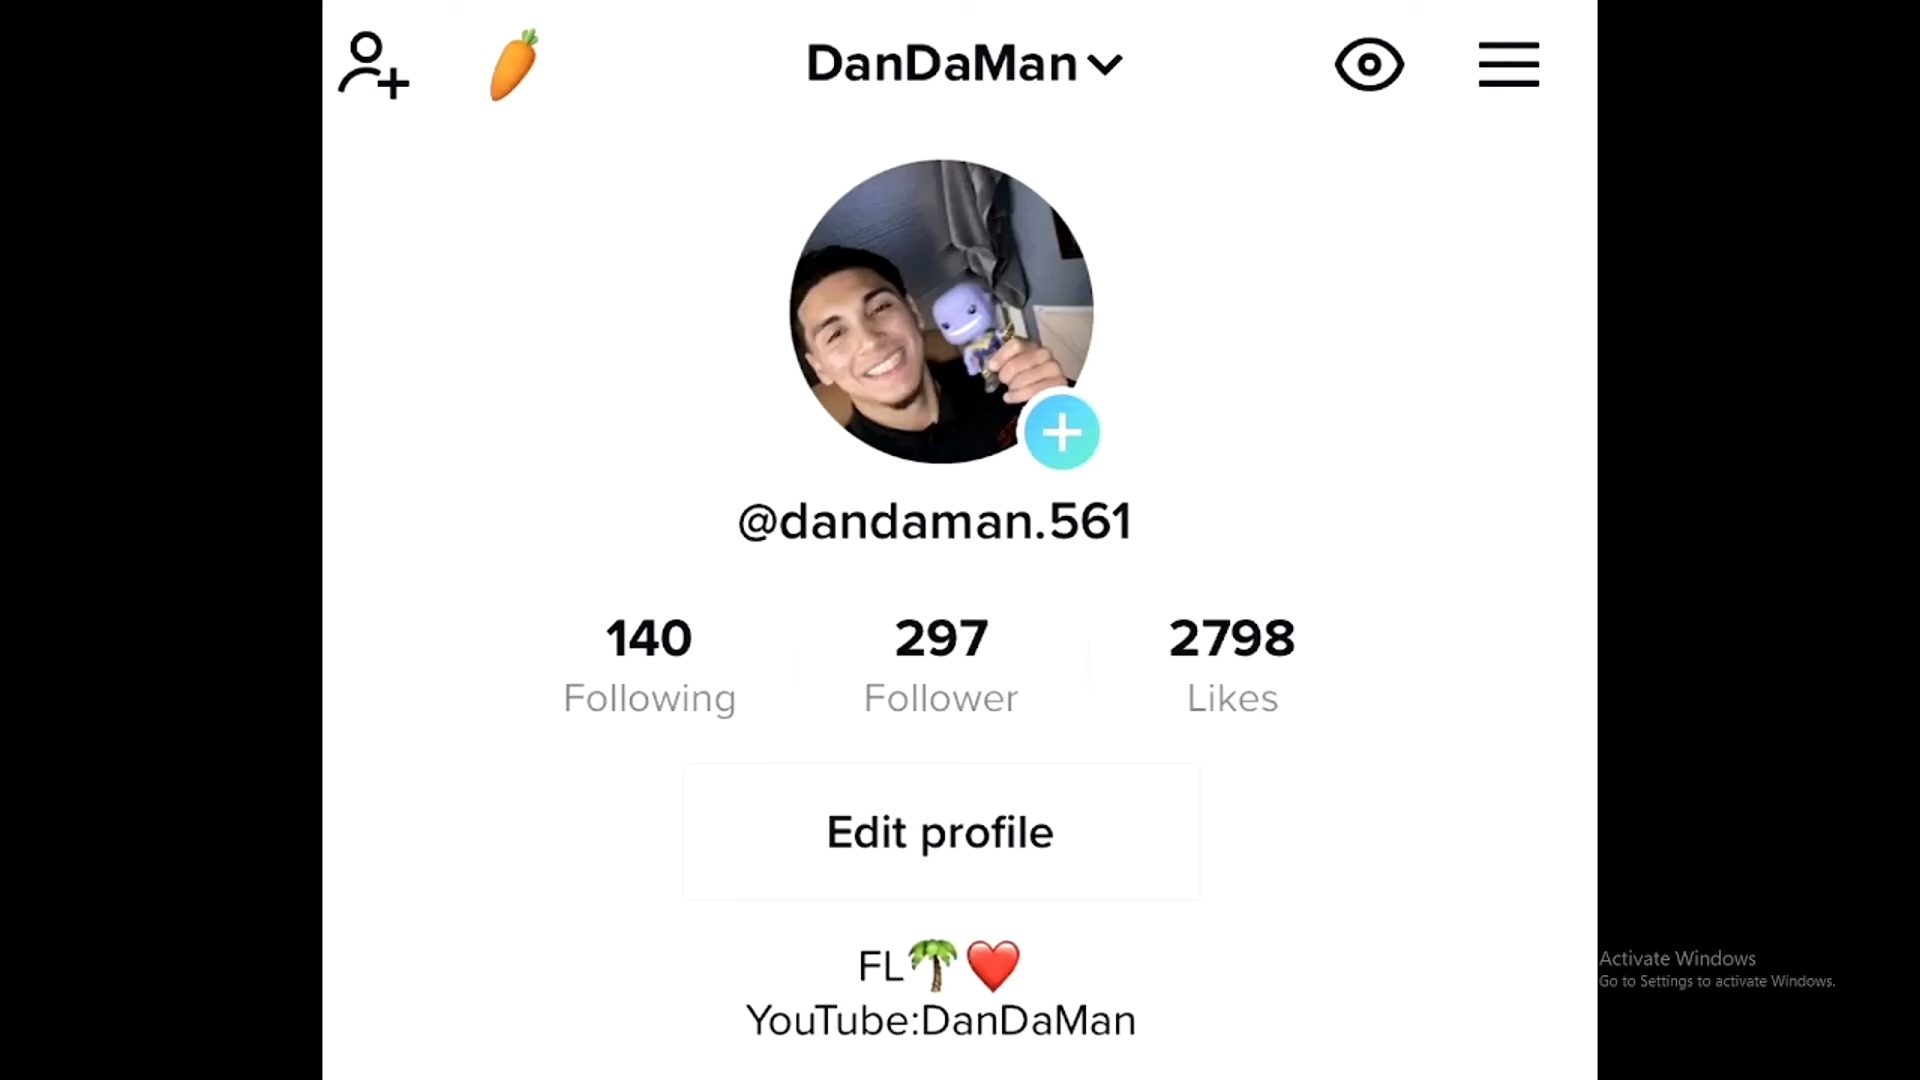 DanDaMan
@dandaman.561
140 297 2798
Following Follower Likes
Edit profile
FL🌴❤️
YouTube:DanDaMan
Activate Windows
Go to Settings to activate Windows.